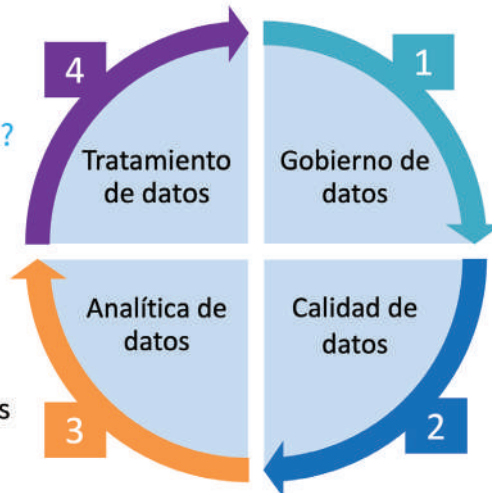 4
1
?
Tratamiento
de datos
Gobierno de
datos
Analítica de
datos
Calidad de
datos
s
3
2